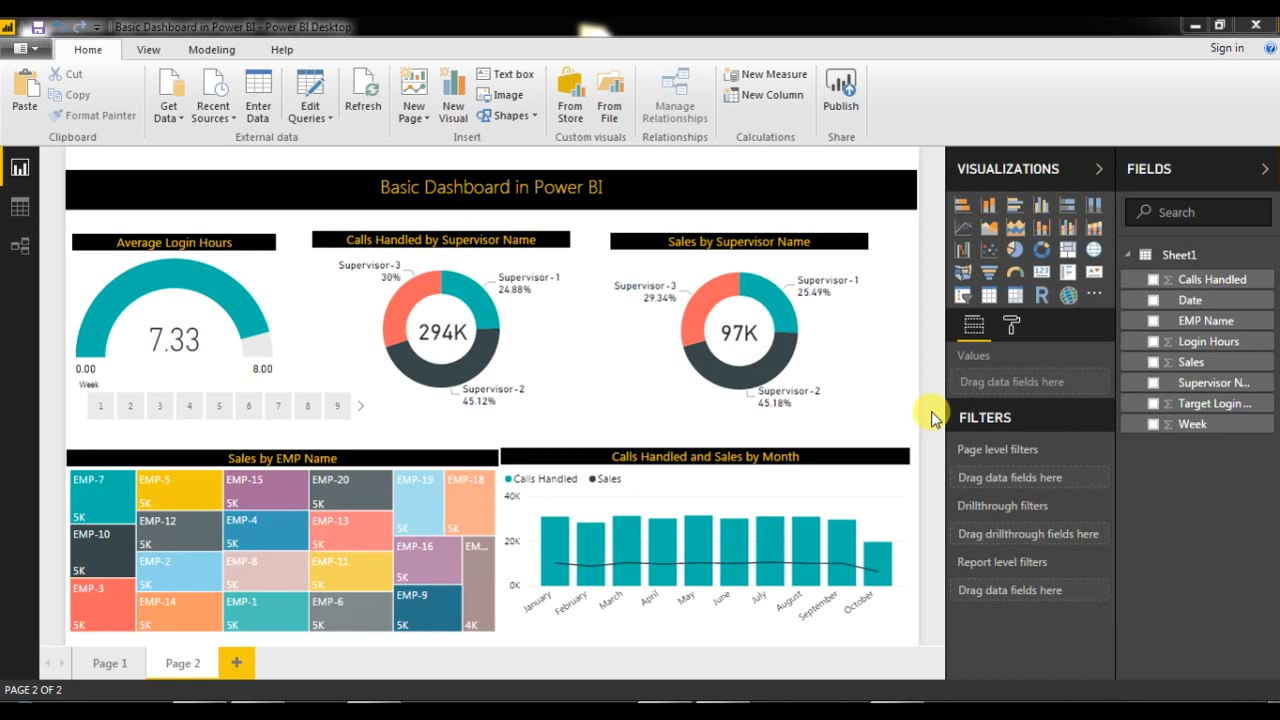 Basic Dashboard in Power BI - Power BI Desktop
Home View Modeling Help
Sign in
Paste
Cut
Copy
Format Painter
Clipboard
Get Data
Recent Sources
Enter Data
Edit Queries
Refresh
External data
New Page
New Visual
Text box
Image
Shapes
Insert
From Store
From File
Custom visuals
Manage Relationships
Relationships
New Measure
New Column
Calculations
Publish
Share
Basic Dashboard in Power BI
Average Login Hours
7.33
0.00
8.00
Week
1 2 3 4 5 6 7 8 9
Calls Handled by Supervisor Name
Supervisor-3
30%
Supervisor-1
24.88%
294K
Supervisor-2
45.12%
Sales by Supervisor Name
Supervisor-3
29.34%
Supervisor-1
25.49%
97K
Supervisor-2
45.18%
Sales by EMP Name
EMP-7
5K
EMP-10
5K
EMP-3
5K
EMP-5
5K
EMP-12
5K
EMP-2
5K
EMP-14
5K
EMP-15
5K
EMP-4
5K
EMP-8
5K
EMP-1
5K
EMP-20
5K
EMP-13
5K
EMP-11
5K
EMP-6
5K
EMP-19
5K
EMP-18
5K
EMP-16
5K
EMP-9
5K
EM...
4K
Calls Handled and Sales by Month
Calls Handled Sales
40K
20K
0K
January February March April May June July August September October
Page 1
Page 2
PAGE 2 OF 2
VISUALIZATIONS
R
Values
Drag data fields here
FILTERS
Page level filters
Drag data fields here
Drillthrough filters
Drag drillthrough fields here
Report level filters
Drag data fields here
FIELDS
Search
Sheet1
Calls Handled
Date
EMP Name
Login Hours
Sales
Supervisor N...
Target Login ...
Week